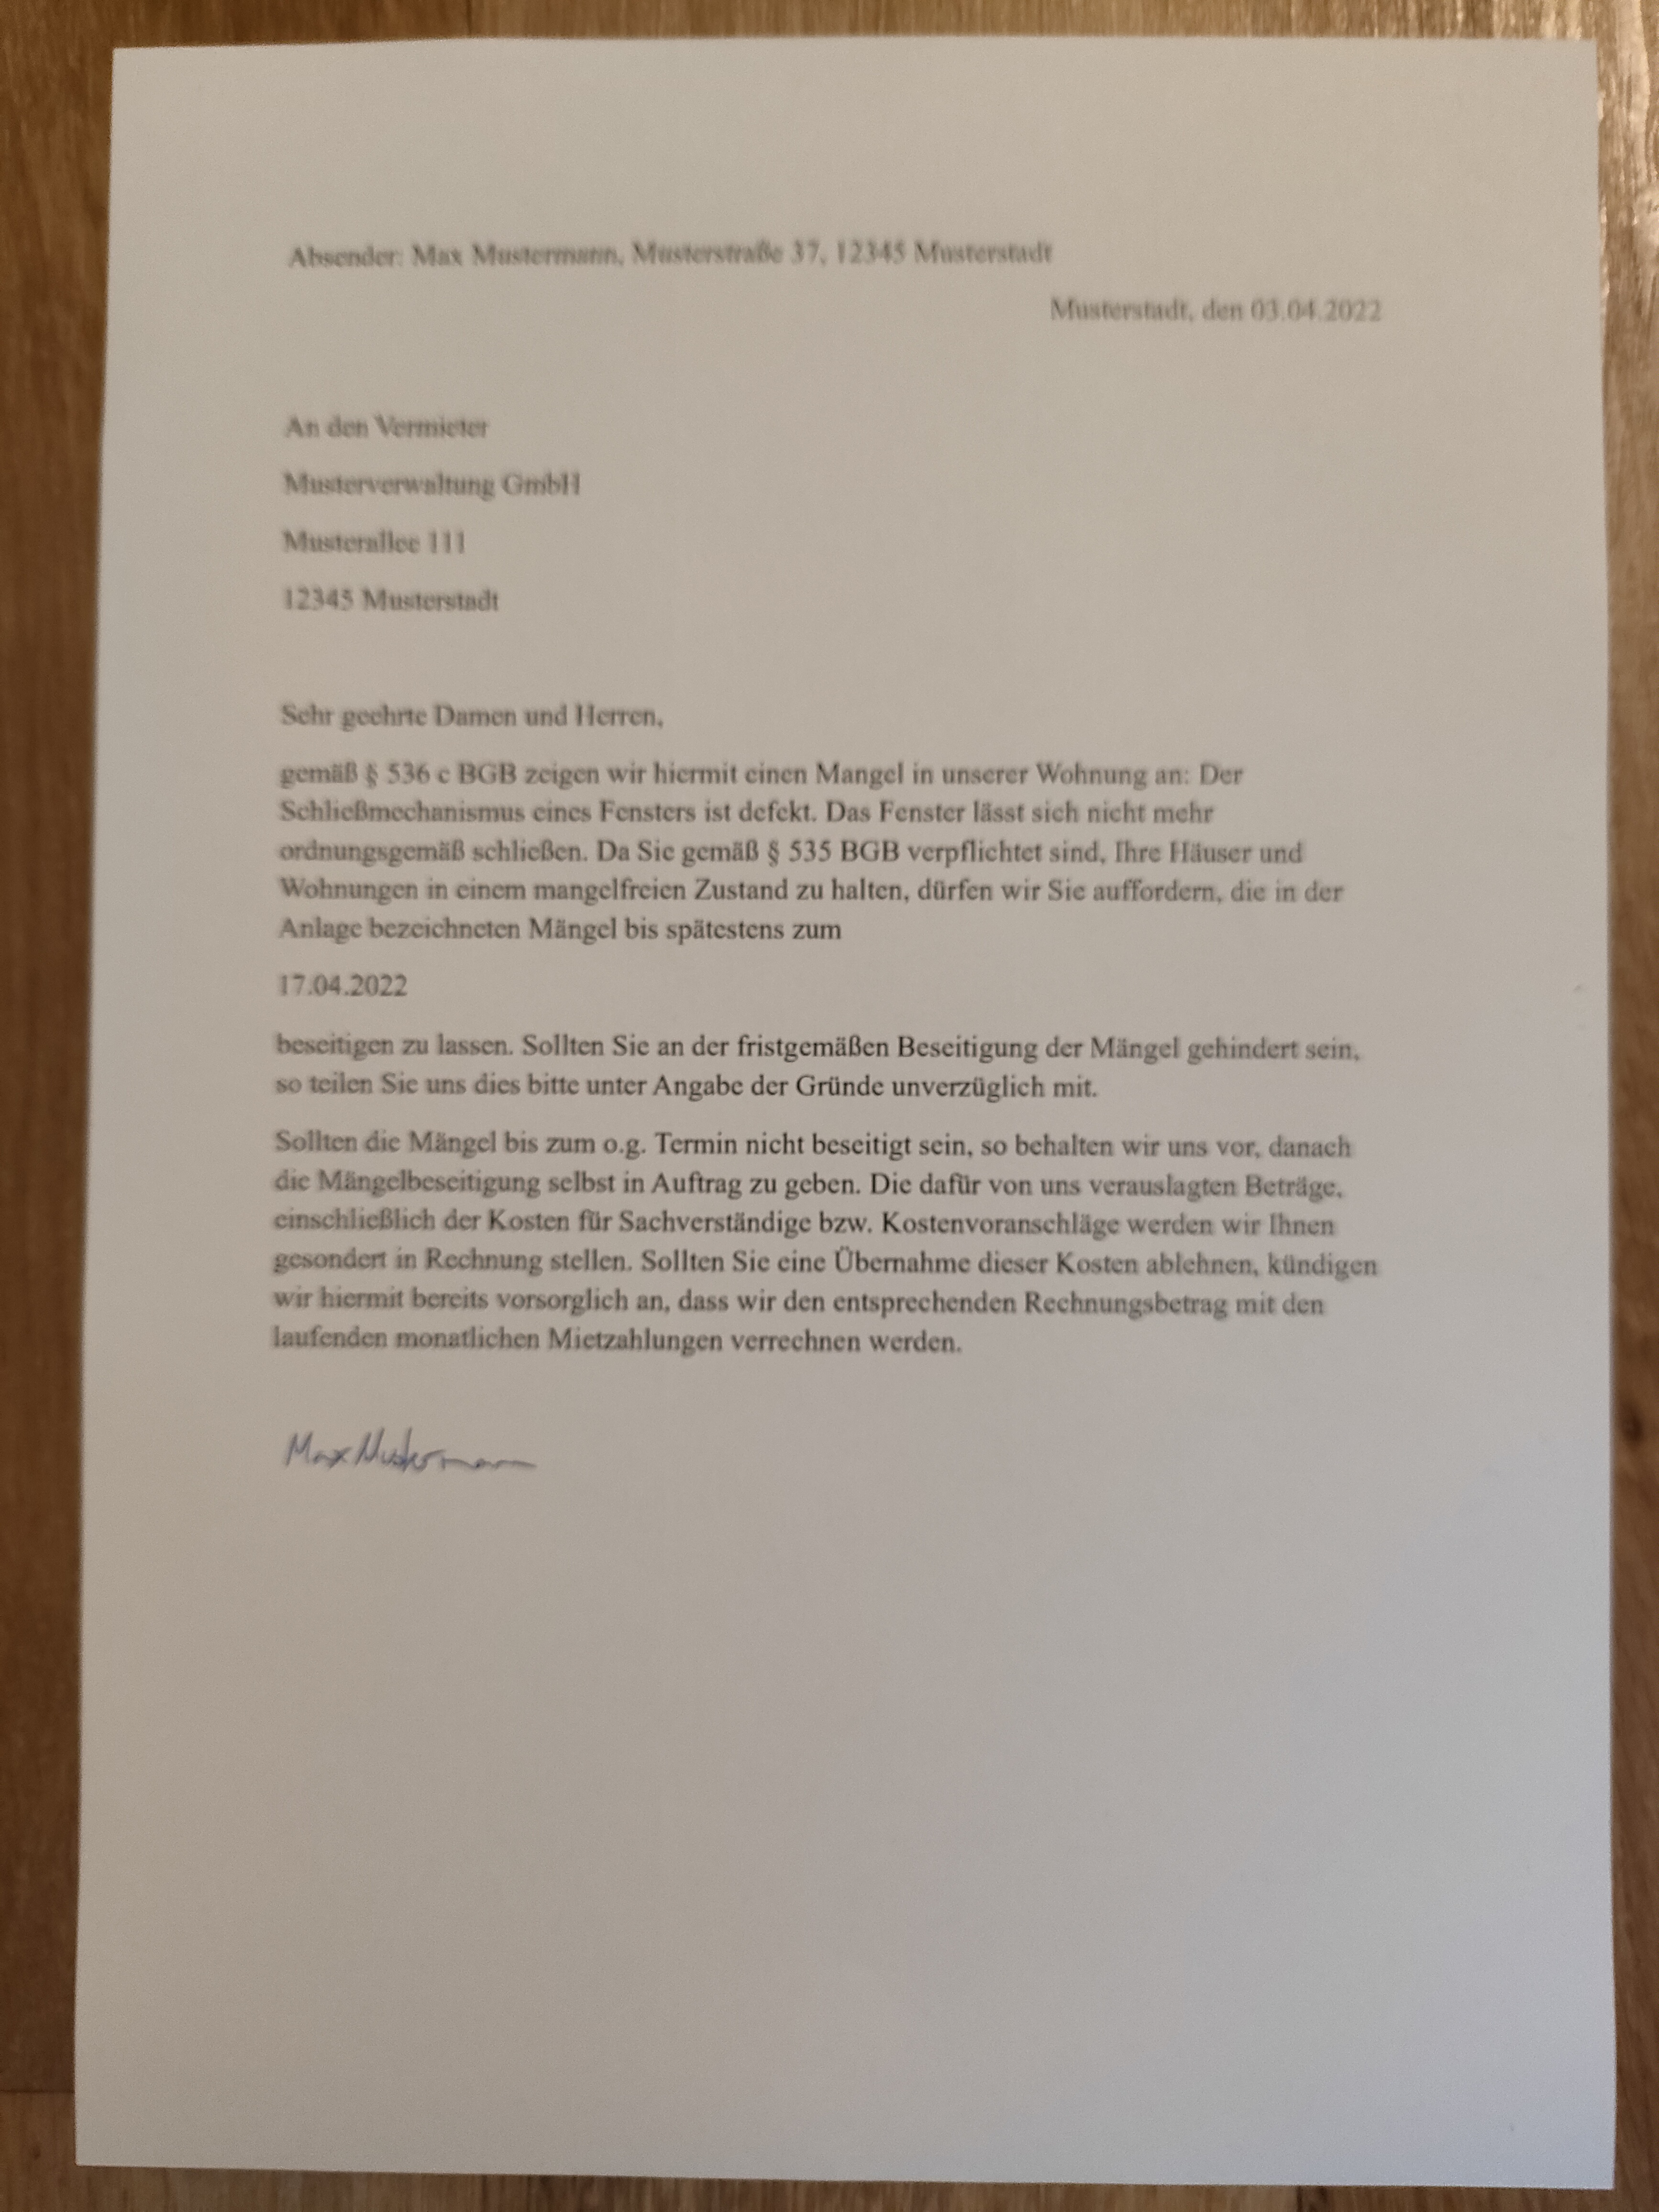 Absender: Max Mustermann, Musterstraße 37, 12345 Musterstadt
Musterstadt, den 03.04.2022
An den Vermieter
Musterverwaltung GmbH
Musterallee 111
12345 Musterstadt
Sehr geehrte Damen und Herren,
gemäß § 536 c BGB zeigen wir hiermit einen Mangel in unserer Wohnung an: Der
Schließmechanismus eines Fensters ist defekt. Das Fenster lässt sich nicht mehr
ordnungsgemäß schließen. Da Sie gemäß § 535 BGB verpflichtet sind, Ihre Häuser und
Wohnungen in einem mangelfreien Zustand zu halten, dürfen wir Sie auffordern, die in der
Anlage bezeichneten Mängel bis spätestens zum
17.04.2022
beseitigen zu lassen. Sollten Sie an der fristgemäßen Beseitigung der Mängel gehindert sein,
so teilen Sie uns dies bitte unter Angabe der Gründe unverzüglich mit.
Sollten die Mängel bis zum o.g. Termin nicht beseitigt sein, so behalten wir uns vor, danach
die Mängelbeseitigung selbst in Auftrag zu geben. Die dafür von uns verauslagten Beträge,
einschließlich der Kosten für Sachverständige bzw. Kostenvoranschläge werden wir Ihnen
gesondert in Rechnung stellen. Sollten Sie eine Übernahme dieser Kosten ablehnen, kündigen
wir hiermit bereits vorsorglich an, dass wir den entsprechenden Rechnungsbetrag mit den
laufenden monatlichen Mietzahlungen verrechnen werden.
Max Mustermann